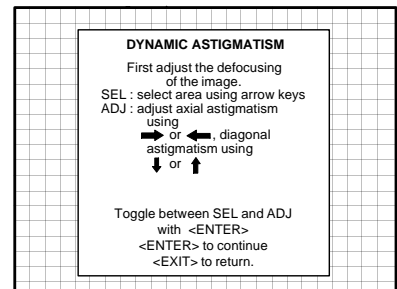 DYNAMIC ASTIGMATISM
First adjust the defocusing
of the image.
SEL : select area using arrow keys
ADJ : adjust axial astigmatism
using
➡ or ⬅, diagonal
astigmatism using
⬇ or ⬆
Toggle between SEL and ADJ
with <ENTER>
<ENTER> to continue
<EXIT> to return.